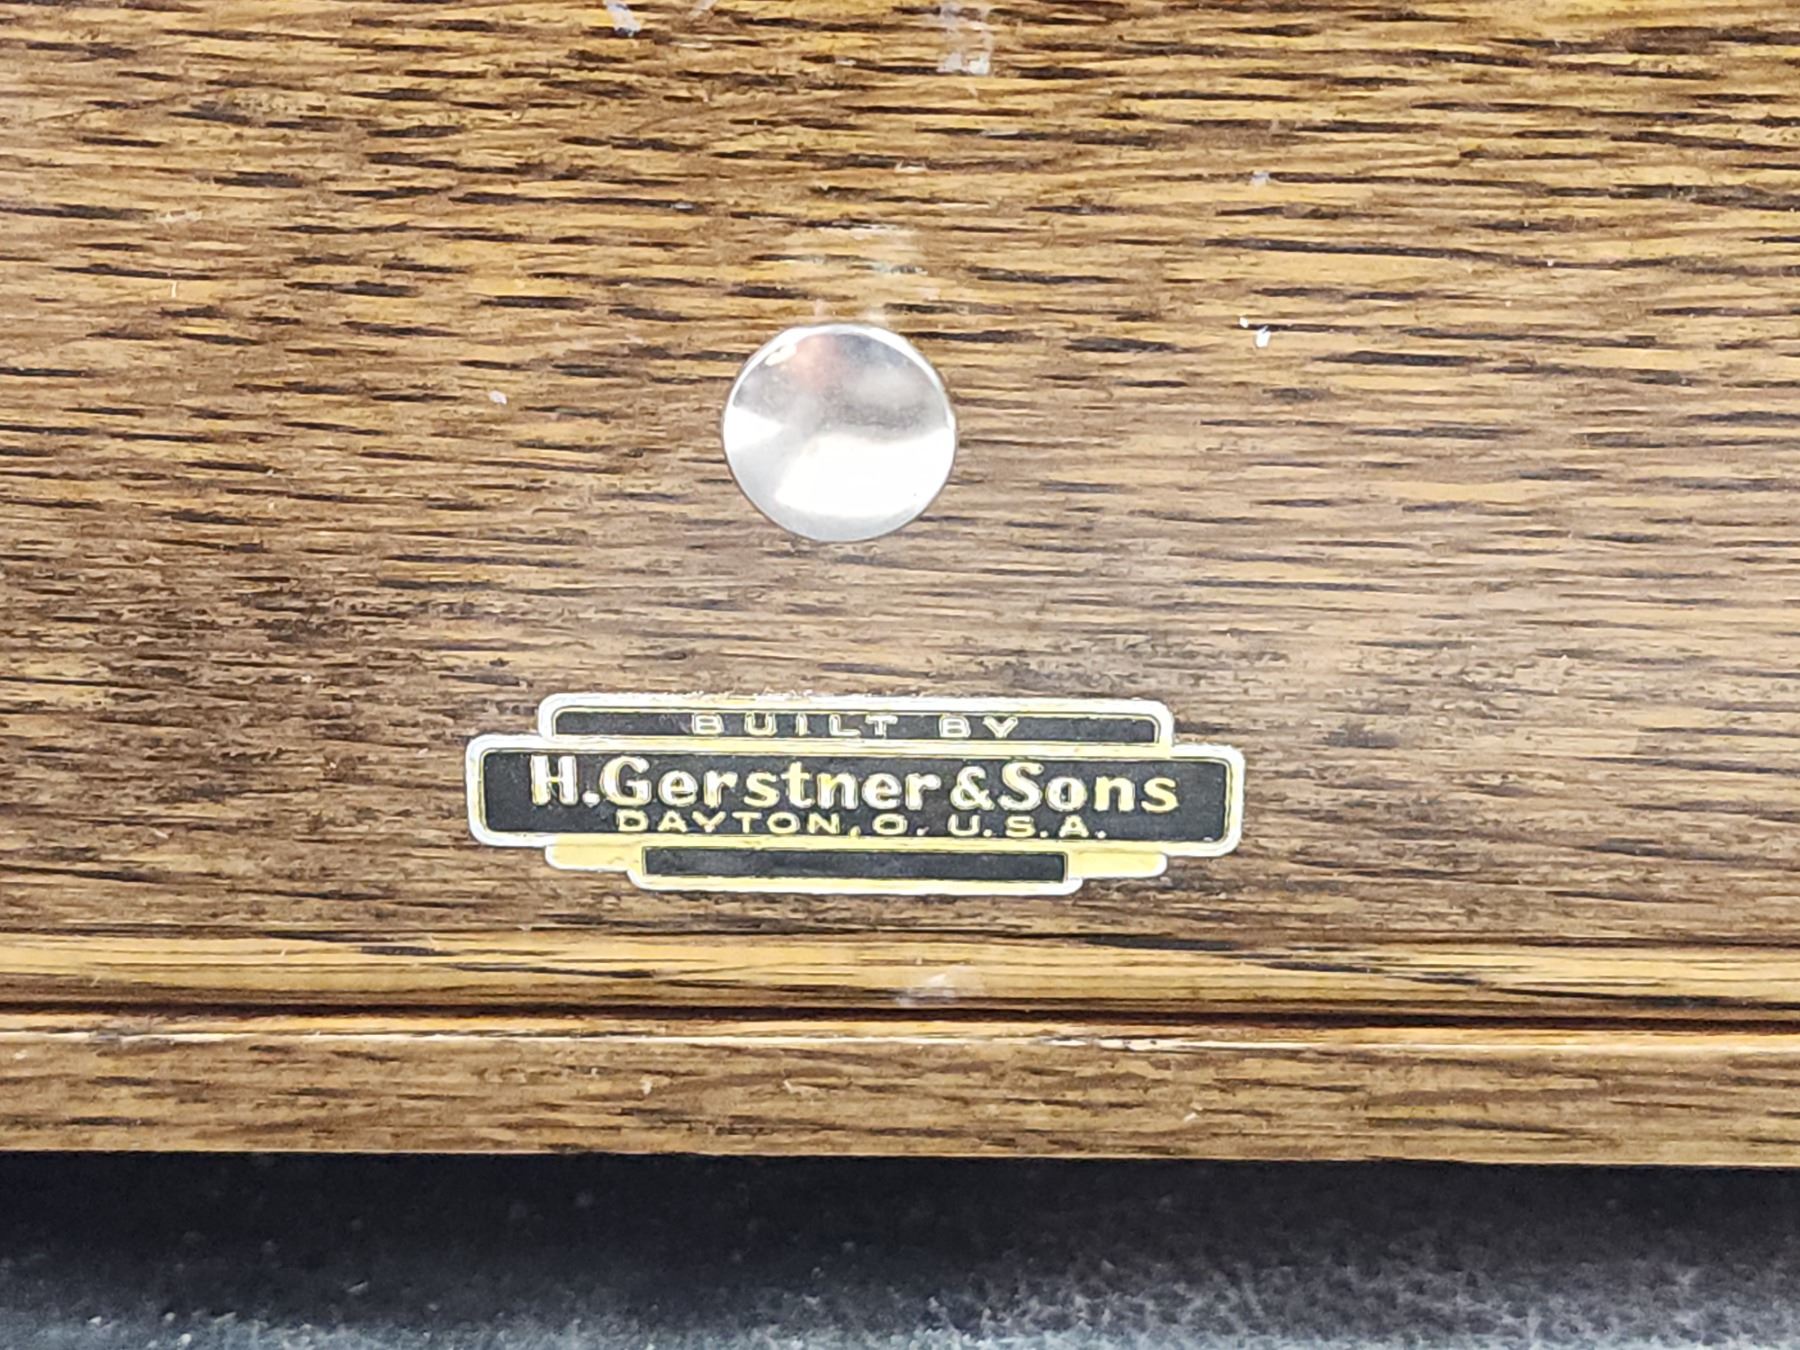 BUILT BY
H. Gerstner & Sons
DAYTON, O. U.S.A.